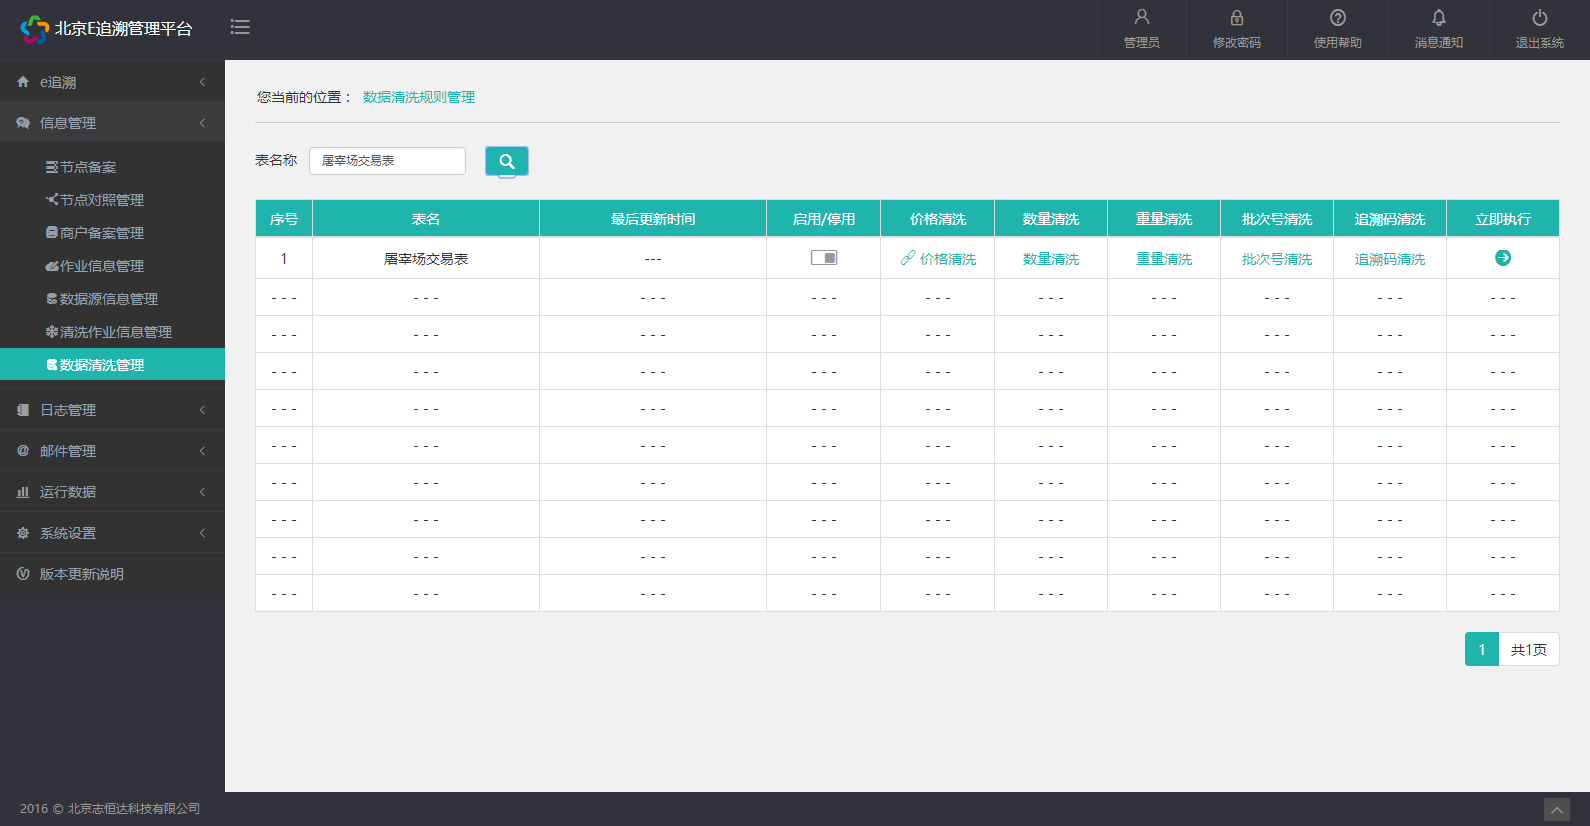 北京E追溯管理平台
管理员 修改密码 使用帮助 消息通知 退出系统
e追溯
信息管理
节点备案
节点对照管理
商户备案管理
作业信息管理
数据源信息管理
清洗作业信息管理
数据清洗管理
日志管理
邮件管理
运行数据
系统设置
版本更新说明
您当前的位置： 数据清洗规则管理
表名称 屠宰场交易表
序号 表名 最后更新时间 启用/停用 价格清洗 数量清洗 重量清洗 批次号清洗 追溯码清洗 立即执行
1 屠宰场交易表 --- 价格清洗 数量清洗 重量清洗 批次号清洗 追溯码清洗
- - - - - - - - - - - - - - - - - - - - - - - - - - - - - -
- - - - - - - - - - - - - - - - - - - - - - - - - - - - - -
- - - - - - - - - - - - - - - - - - - - - - - - - - - - - -
- - - - - - - - - - - - - - - - - - - - - - - - - - - - - -
- - - - - - - - - - - - - - - - - - - - - - - - - - - - - -
- - - - - - - - - - - - - - - - - - - - - - - - - - - - - -
- - - - - - - - - - - - - - - - - - - - - - - - - - - - - -
- - - - - - - - - - - - - - - - - - - - - - - - - - - - - -
- - - - - - - - - - - - - - - - - - - - - - - - - - - - - -
1 共1页
2016 © 北京志恒达科技有限公司